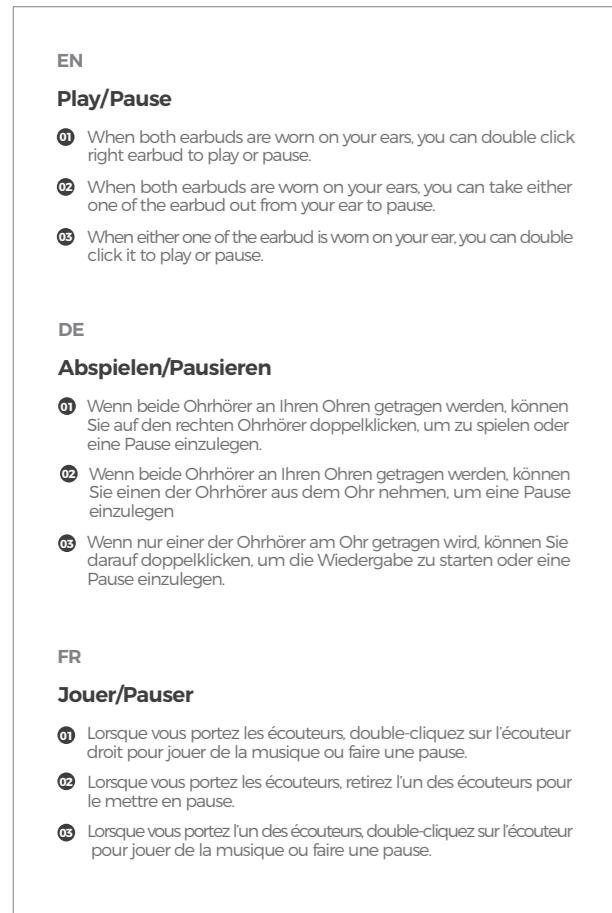 EN
Play/Pause
01 When both earbuds are worn on your ears, you can double click
right earbud to play or pause.
02 When both earbuds are worn on your ears, you can take either
one of the earbud out from your ear to pause.
03 When either one of the earbud is worn on your ear, you can double
click it to play or pause.
DE
Abspielen/Pausieren
01 Wenn beide Ohrhörer an Ihren Ohren getragen werden, können
Sie auf den rechten Ohrhörer doppelklicken, um zu spielen oder
eine Pause einzulegen.
02 Wenn beide Ohrhörer an Ihren Ohren getragen werden, können
Sie einen der Ohrhörer aus dem Ohr nehmen, um eine Pause
einzulegen
03 Wenn nur einer der Ohrhörer am Ohr getragen wird, können Sie
darauf doppelklicken, um die Wiedergabe zu starten oder eine
Pause einzulegen.
FR
Jouer/Pauser
01 Lorsque vous portez les écouteurs, double-cliquez sur l'écouteur
droit pour jouer de la musique ou faire une pause.
02 Lorsque vous portez les écouteurs, retirez l'un des écouteurs pour
le mettre en pause.
03 Lorsque vous portez l'un des écouteurs, double-cliquez sur l'écouteur
pour jouer de la musique ou faire une pause.